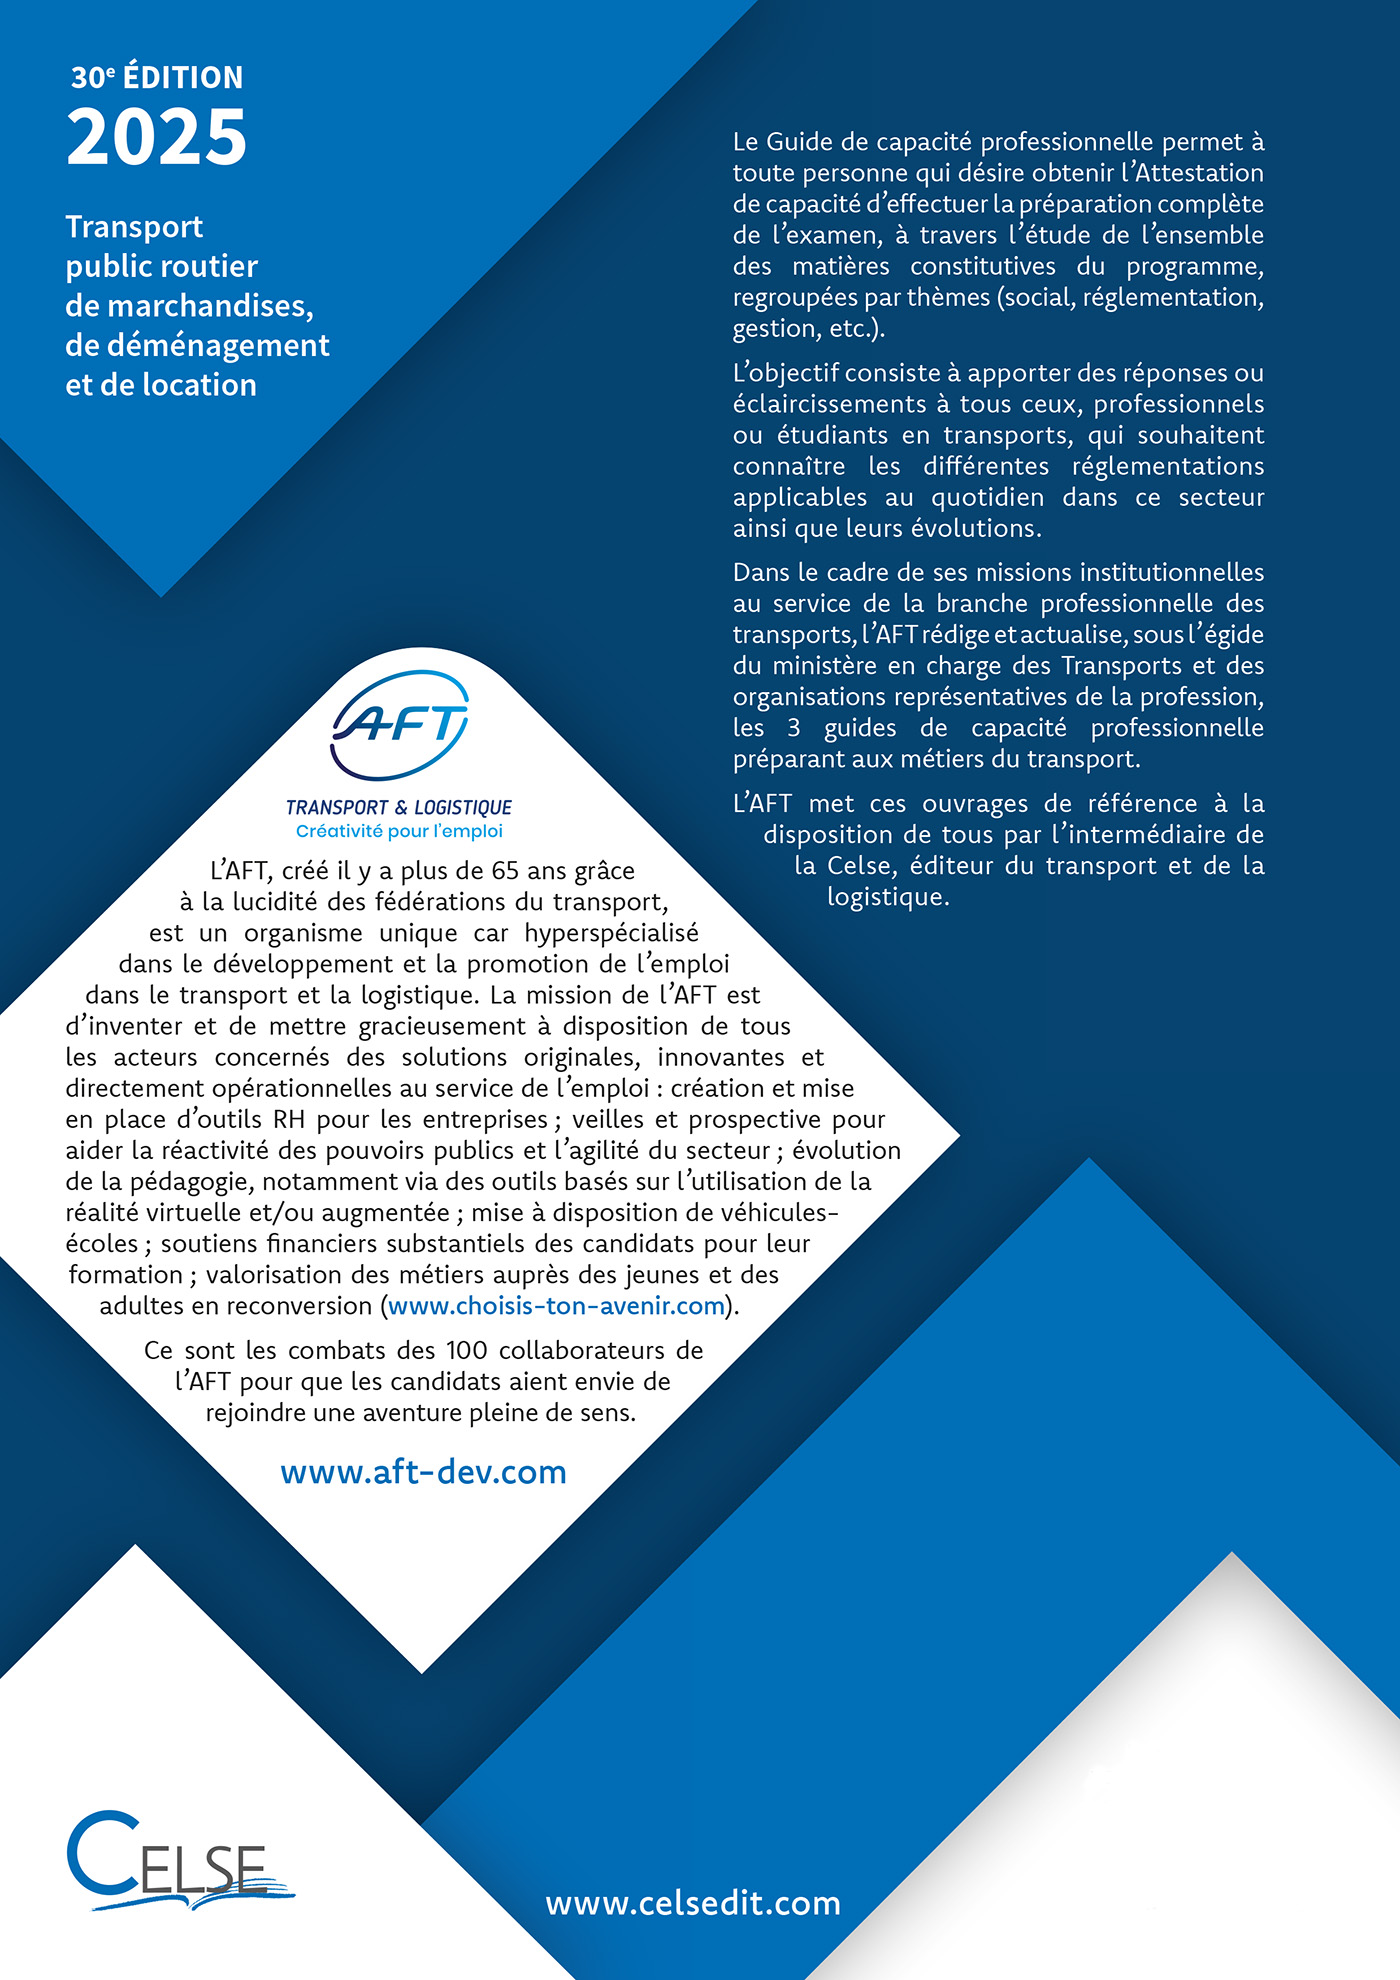 30e ÉDITION
2025
Transport
public routier
de marchandises,
de déménagement
et de location
Le Guide de capacité professionnelle permet à
toute personne qui désire obtenir l’Attestation
de capacité d’effectuer la préparation complète
de l’examen, à travers l’étude de l’ensemble
des matières constitutives du programme,
regroupées par thèmes (social, réglementation,
gestion, etc.).
L’objectif consiste à apporter des réponses ou
éclaircissements à tous ceux, professionnels
ou étudiants en transports, qui souhaitent
connaître les différentes réglementations
applicables au quotidien dans ce secteur
ainsi que leurs évolutions.
Dans le cadre de ses missions institutionnelles
au service de la branche professionnelle des
transports, l’AFT rédige et actualise, sous l’égide
du ministère en charge des Transports et des
organisations représentatives de la profession,
les 3 guides de capacité professionnelle
préparant aux métiers du transport.
L’AFT met ces ouvrages de référence à la
disposition de tous par l’intermédiaire de
la Celse, éditeur du transport et de la
logistique.
AFT
TRANSPORT & LOGISTIQUE
Créativité pour l’emploi
L’AFT, créé il y a plus de 65 ans grâce
à la lucidité des fédérations du transport,
est un organisme unique car hyperspécialisé
dans le développement et la promotion de l’emploi
dans le transport et la logistique. La mission de l’AFT est
d’inventer et de mettre gracieusement à disposition de tous
les acteurs concernés des solutions originales, innovantes et
directement opérationnelles au service de l’emploi : création et mise
en place d’outils RH pour les entreprises ; veilles et prospective pour
aider la réactivité des pouvoirs publics et l’agilité du secteur ; évolution
de la pédagogie, notamment via des outils basés sur l’utilisation de la
réalité virtuelle et/ou augmentée ; mise à disposition de véhicules-
écoles ; soutiens financiers substantiels des candidats pour leur
formation ; valorisation des métiers auprès des jeunes et des
adultes en reconversion (www.choisis-ton-avenir.com).
Ce sont les combats des 100 collaborateurs de
l’AFT pour que les candidats aient envie de
rejoindre une aventure pleine de sens.
www.aft-dev.com
CELSE
www.celsedit.com